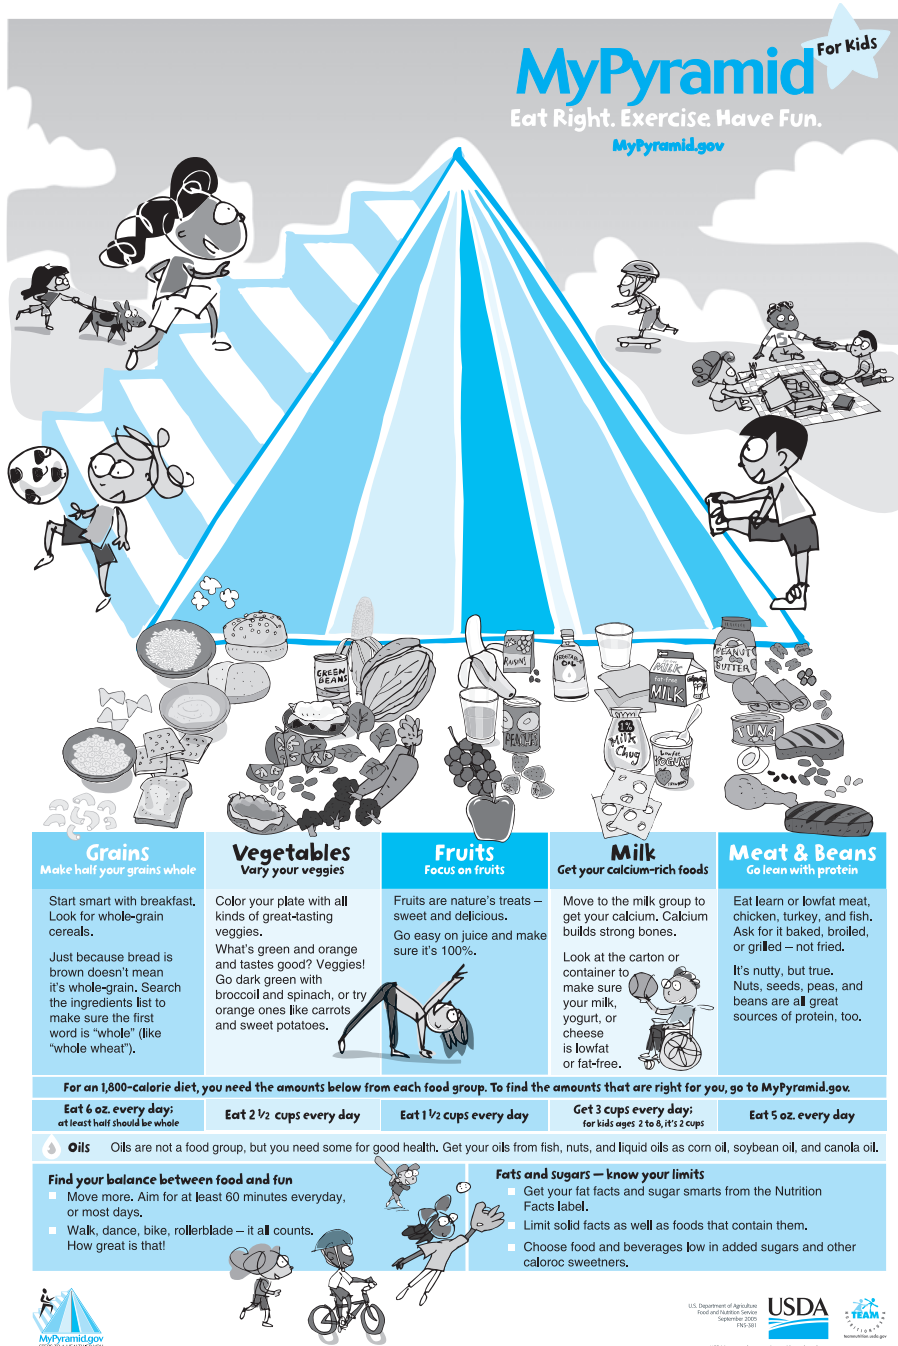 For Kids
MyPyramid
Eat Right. Exercise. Have Fun.
MyPyramid.gov
GREEN
BEANS
RAISINS
VEGETABLE
OIL
MILK
fat-free
MILK
PEANUT
BUTTER
PEACHES
1%
Milk
Chug
Lowfat
YOGURT
TUNA
Grains
Make half your grains whole
Vegetables
Vary your veggies
Fruits
Focus on fruits
Milk
Get your calcium-rich foods
Meat & Beans
Go lean with protein
Start smart with breakfast.
Look for whole-grain
cereals.
Just because bread is
brown doesn't mean
it's whole-grain. Search
the ingredients list to
make sure the first
word is "whole" (like
"whole wheat").
Color your plate with all
kinds of great-tasting
veggies.
What's green and orange
and tastes good? Veggies!
Go dark green with
broccoil and spinach, or try
orange ones like carrots
and sweet potatoes.
Fruits are nature's treats –
sweet and delicious.
Go easy on juice and make
sure it's 100%.
Move to the milk group to
get your calcium. Calcium
builds strong bones.
Look at the carton or
container to
make sure
your milk,
yogurt, or
cheese
is lowfat
or fat-free.
Eat learn or lowfat meat,
chicken, turkey, and fish.
Ask for it baked, broiled,
or grilled – not fried.
It's nutty, but true.
Nuts, seeds, peas, and
beans are all great
sources of protein, too.
For an 1,800-calorie diet, you need the amounts below from each food group. To find the amounts that are right for you, go to MyPyramid.gov.
Eat 6 oz. every day;
at least half should be whole
Eat 2 1/2 cups every day
Eat 1 1/2 cups every day
Get 3 cups every day;
for kids ages 2 to 8, it's 2 cups
Eat 5 oz. every day
Oils Oils are not a food group, but you need some for good health. Get your oils from fish, nuts, and liquid oils as corn oil, soybean oil, and canola oil.
Find your balance between food and fun
Move more. Aim for at least 60 minutes everyday,
or most days.
Walk, dance, bike, rollerblade – it all counts.
How great is that!
Fats and sugars – know your limits
Get your fat facts and sugar smarts from the Nutrition
Facts label.
Limit solid facts as well as foods that contain them.
Choose food and beverages low in added sugars and other
caloroc sweetners.
MyPyramid.gov
U.S. Department of Agriculture
Food and Nutrition Service
September 2005
FNS-381
USDA
TEAM
NUTRITION
teamnutrition.usda.gov